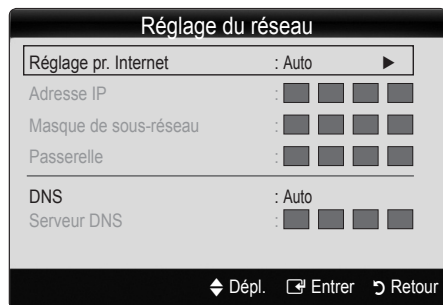 Réglage du réseau
Réglage pr. Internet : Auto ▶
Adresse IP :
Masque de sous-réseau :
Passerelle :
DNS : Auto
Serveur DNS :
Dépl. Entrer Retour